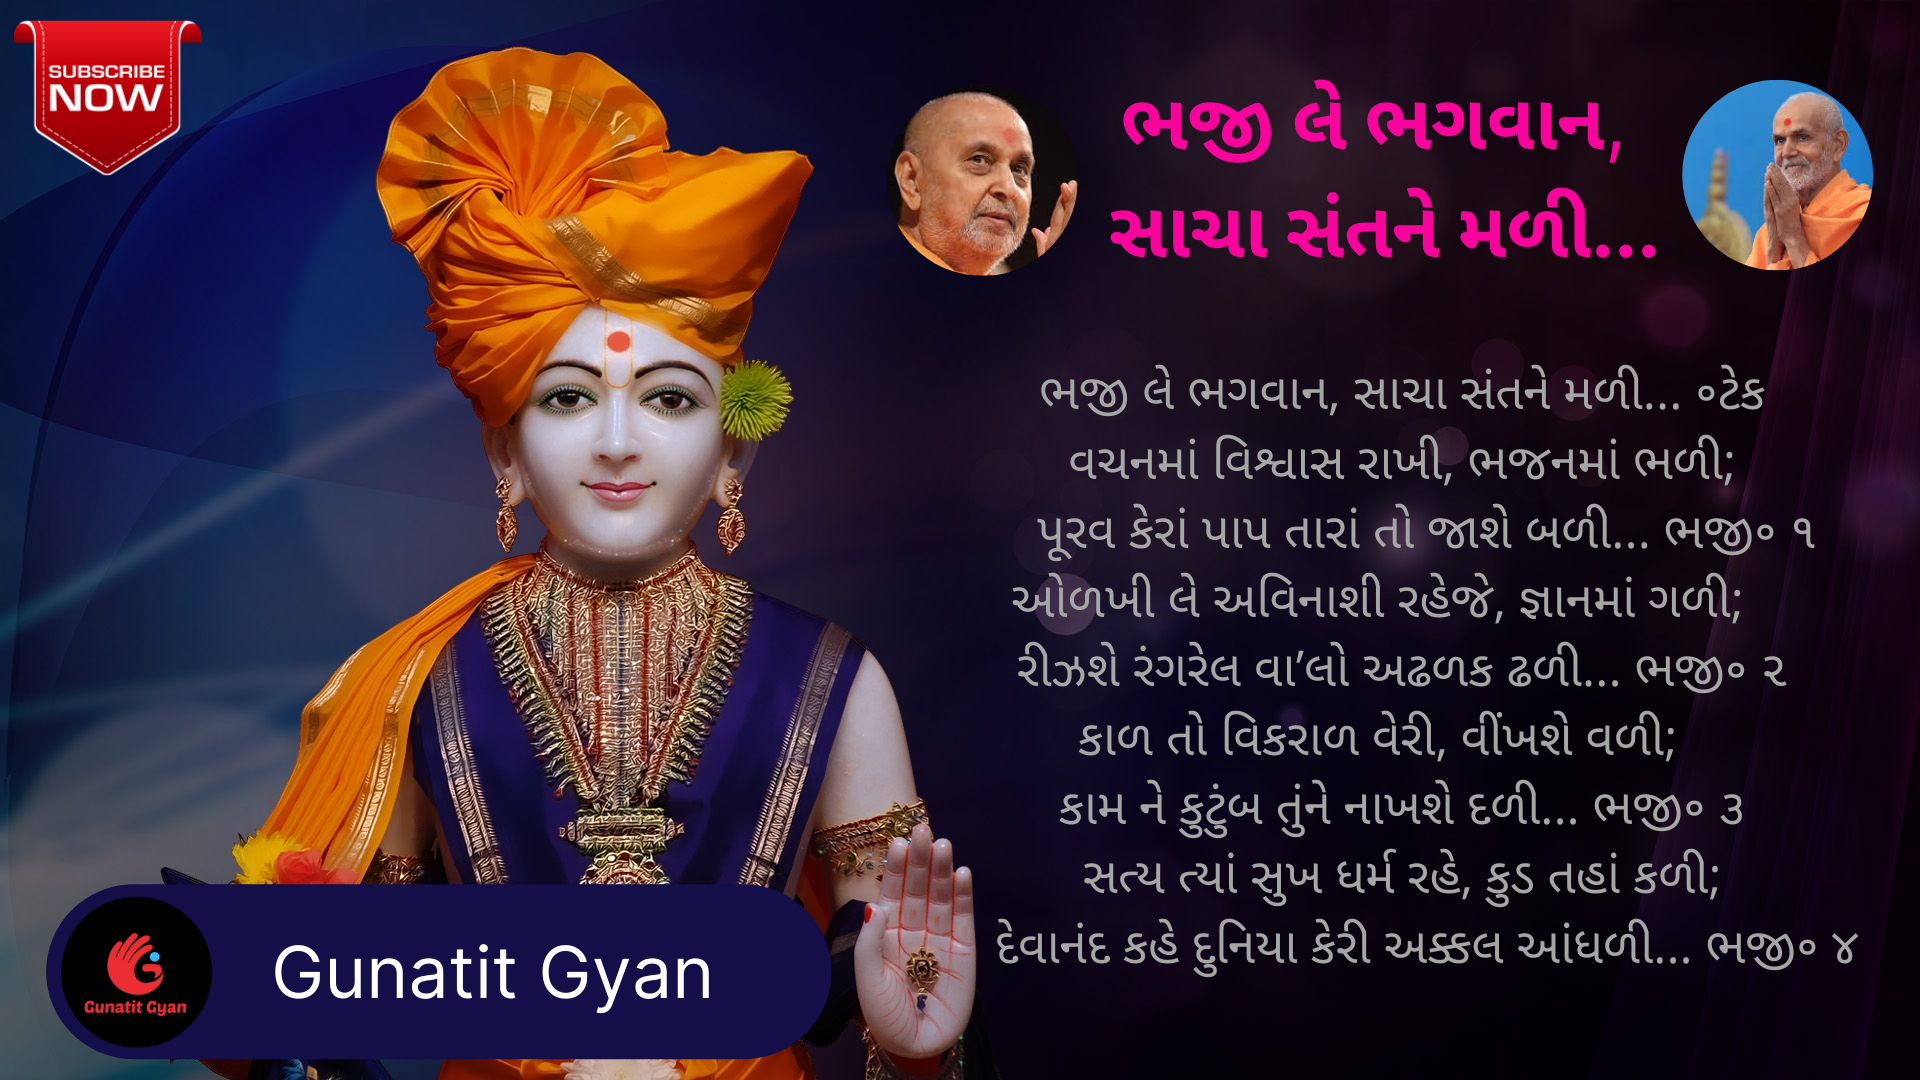 SUBSCRIBE
NOW
ભજી લે ભગવાન,
સાચા સંતને મળી...
ભજી લે ભગવાન, સાચા સંતને મળી... ૦ટેક
વચનમાં વિશ્વાસ રાખી, ભજનમાં ભળી;
પૂરવ કેરાં પાપ તારાં તો જાશે બળી... ભજી૦ ૧
ઓળખી લે અવિનાશી રહેજે, જ્ઞાનમાં ગળી;
રીઝશે રંગરેલ વા’લો અઢળક ઢળી... ભજી૦ ૨
કાળ તો વિકરાળ વેરી, વીંખશે વળી;
કામ ને કુટુંબ તુંને નાખશે દળી... ભજી૦ ૩
સત્ય ત્યાં સુખ ધર્મ રહે, કુડ તહાં કળી;
દેવાનંદ કહે દુનિયા કેરી અક્કલ આંધળી... ભજી૦ ૪
Gunatit Gyan
Gunatit Gyan